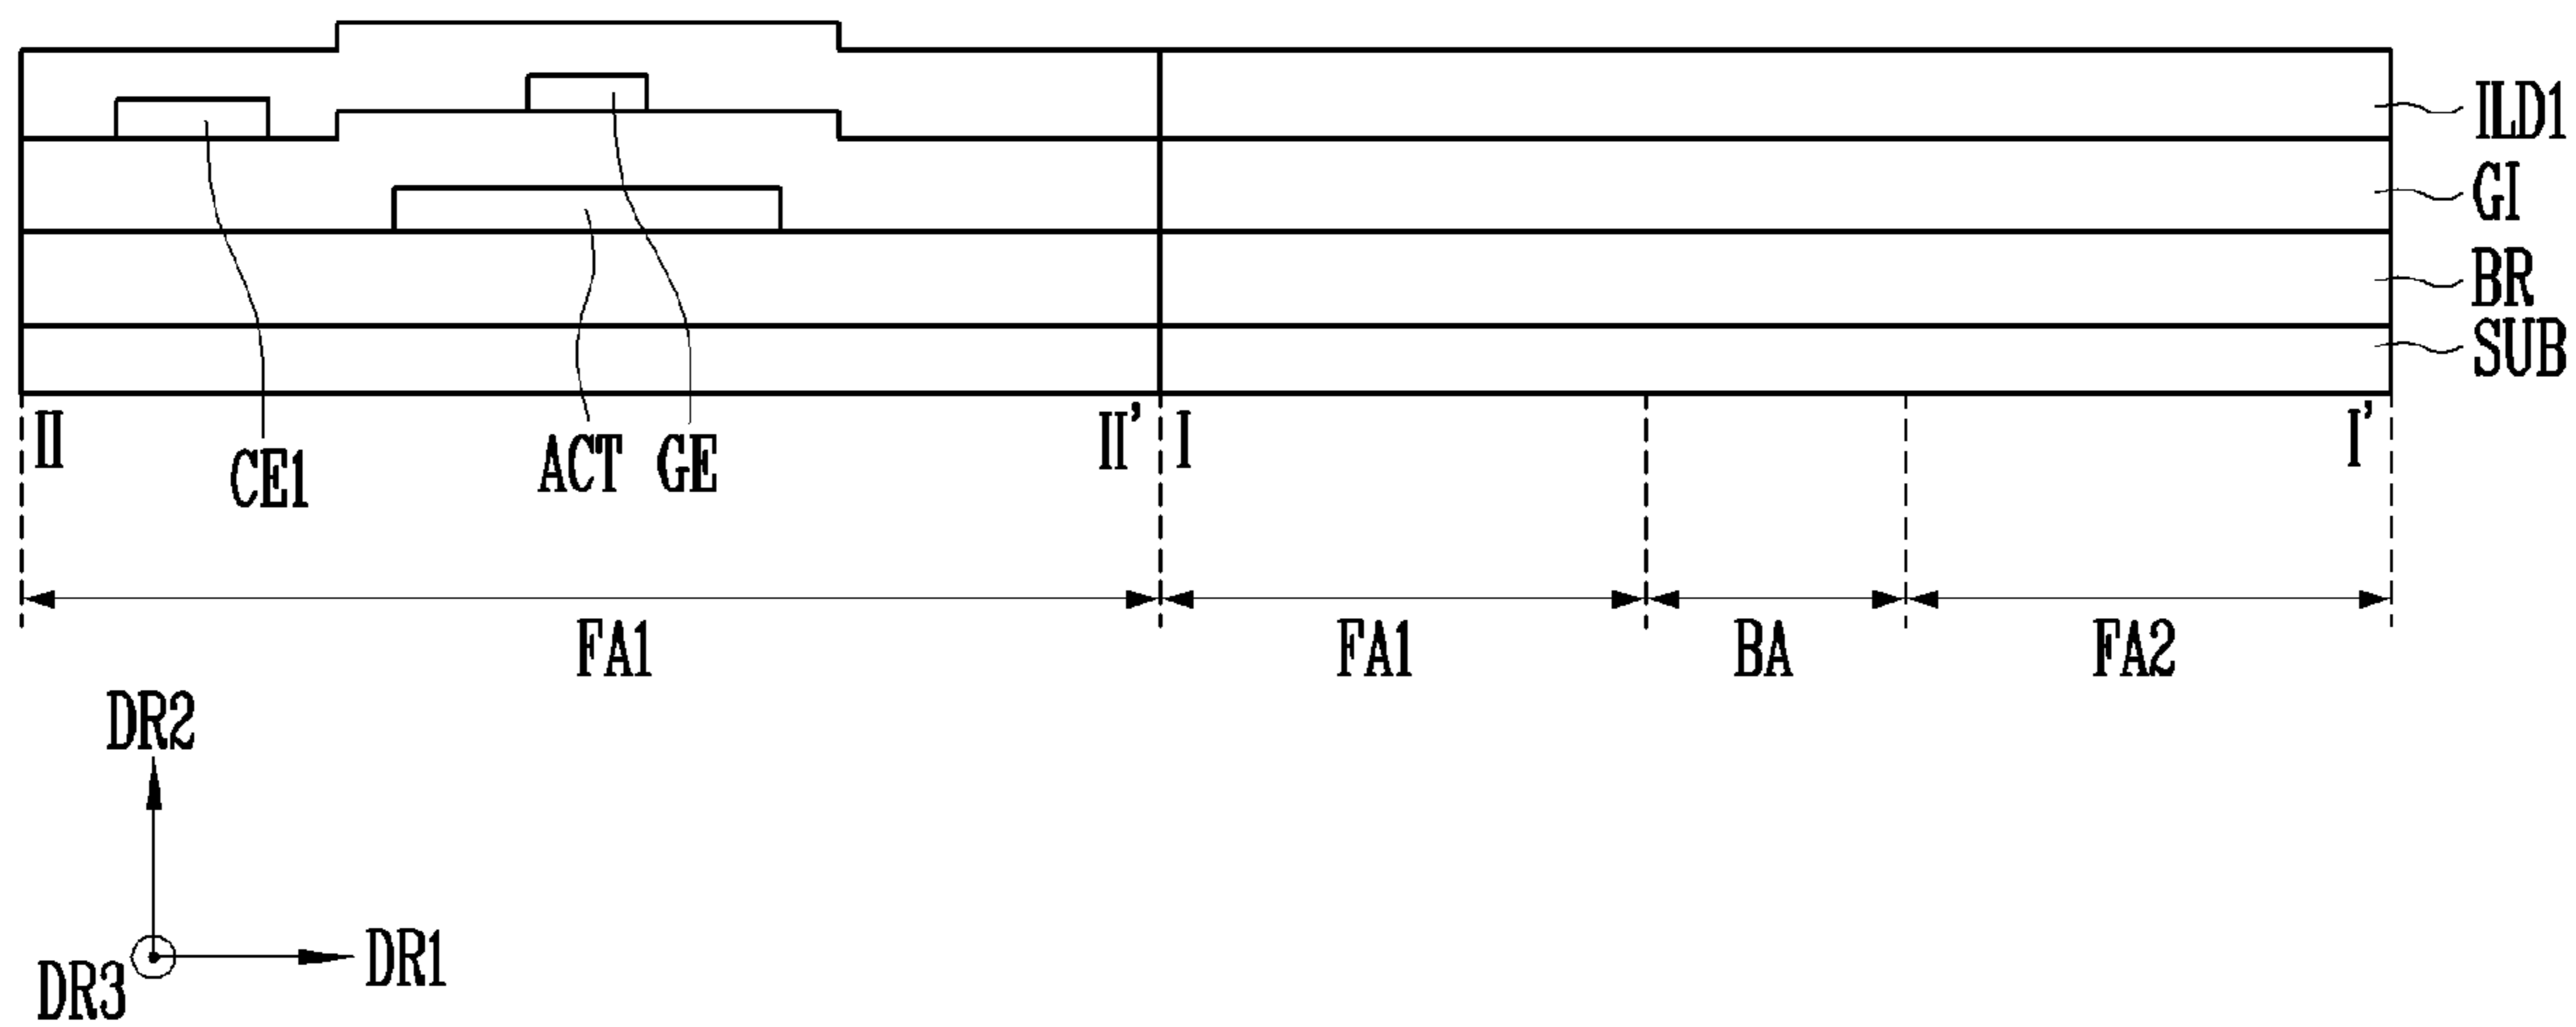 ILD1
GI
BR
SUB
II
II' I
I'
CE1
ACT GE
FA1
FA1
BA
FA2
DR2
DR1
DR3